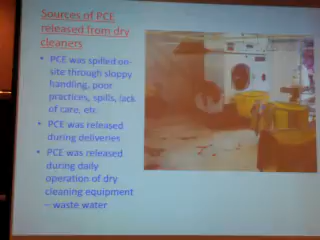 Sources of PCE
released from dry
cleaners
• PCE was spilled on-
site through sloppy
handling, poor
practices, spills, lack
of care, etc.
• PCE was released
during deliveries
• PCE was released
during daily
operation of dry
cleaning equipment
– waste water